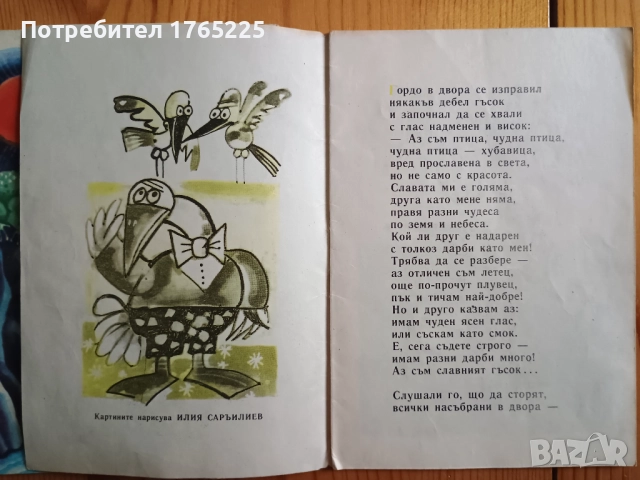 Потребител 1765225
Картините нарисува ИЛИЯ САРЪИЛИЕВ
Гордо в двора се изправил
някакъв дебел гъсок
и започнал да се хвали
с глас надменен и висок:
— Аз съм птица, чудна птица,
чудна птица — хубавица,
вред прославена в света,
но не само с красота.
Славата ми е голяма,
друга като мене няма,
правя разни чудеса
по земя и небеса.
Кой ли друг е надарен
с толкоз дарби като мен!
Трябва да се разбере —
аз отличен съм летец,
още по-прочут плувец,
пък и тичам най-добре!
Но и друго казвам аз:
имам чуден ясен глас,
или съскам като смок.
Е, сега съдете строго —
имам разни дарби много!
Аз съм славният гъсок...
Слушали го, що да сторят,
всички насъбрани в двора —
BAZAR
bg